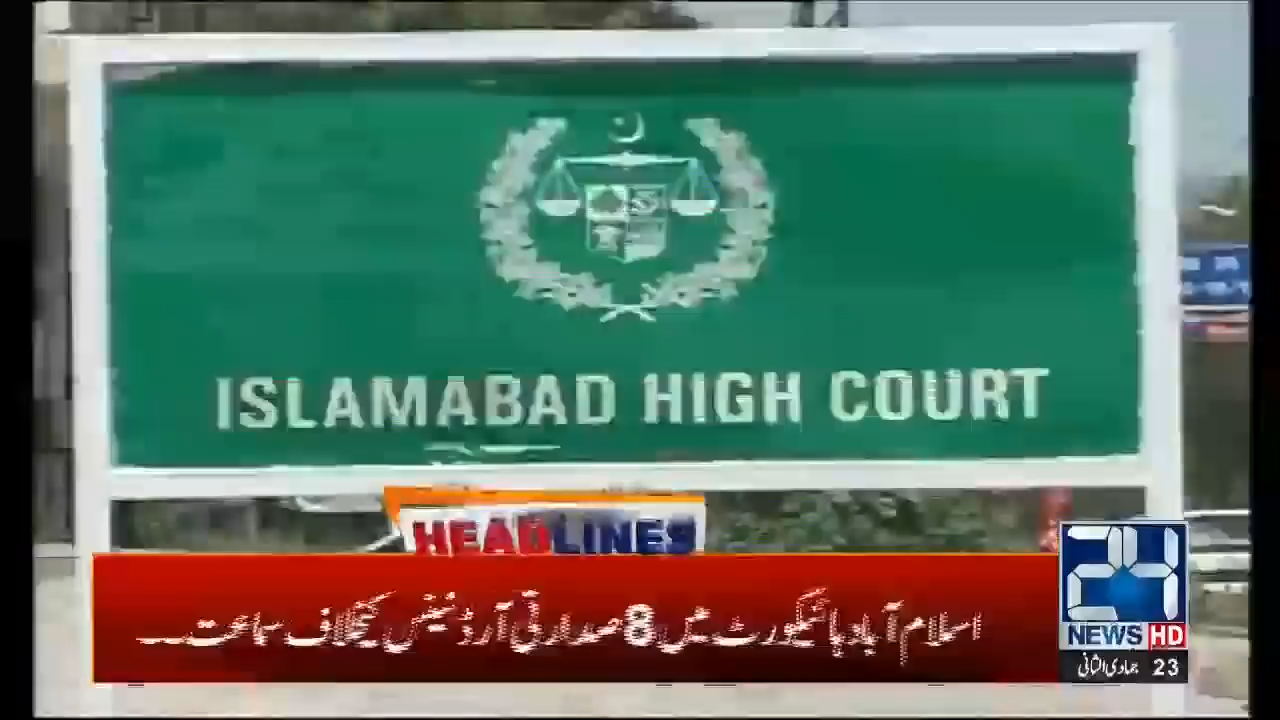 ISLAMABAD HIGH COURT
HEADLINES
اسلام آباد ہائیکورٹ میں 8 صدارتی آرڈیننس کیخلاف سماعت۔۔
24
NEWS HD
23 جمادی الثانی